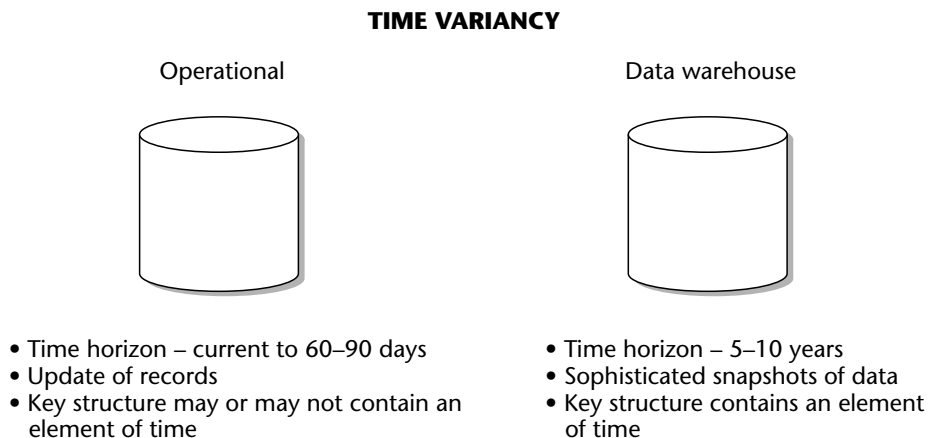 TIME VARIANCY
Operational
Data warehouse
• Time horizon – current to 60–90 days
• Update of records
• Key structure may or may not contain an
element of time
• Time horizon – 5–10 years
• Sophisticated snapshots of data
• Key structure contains an element
of time